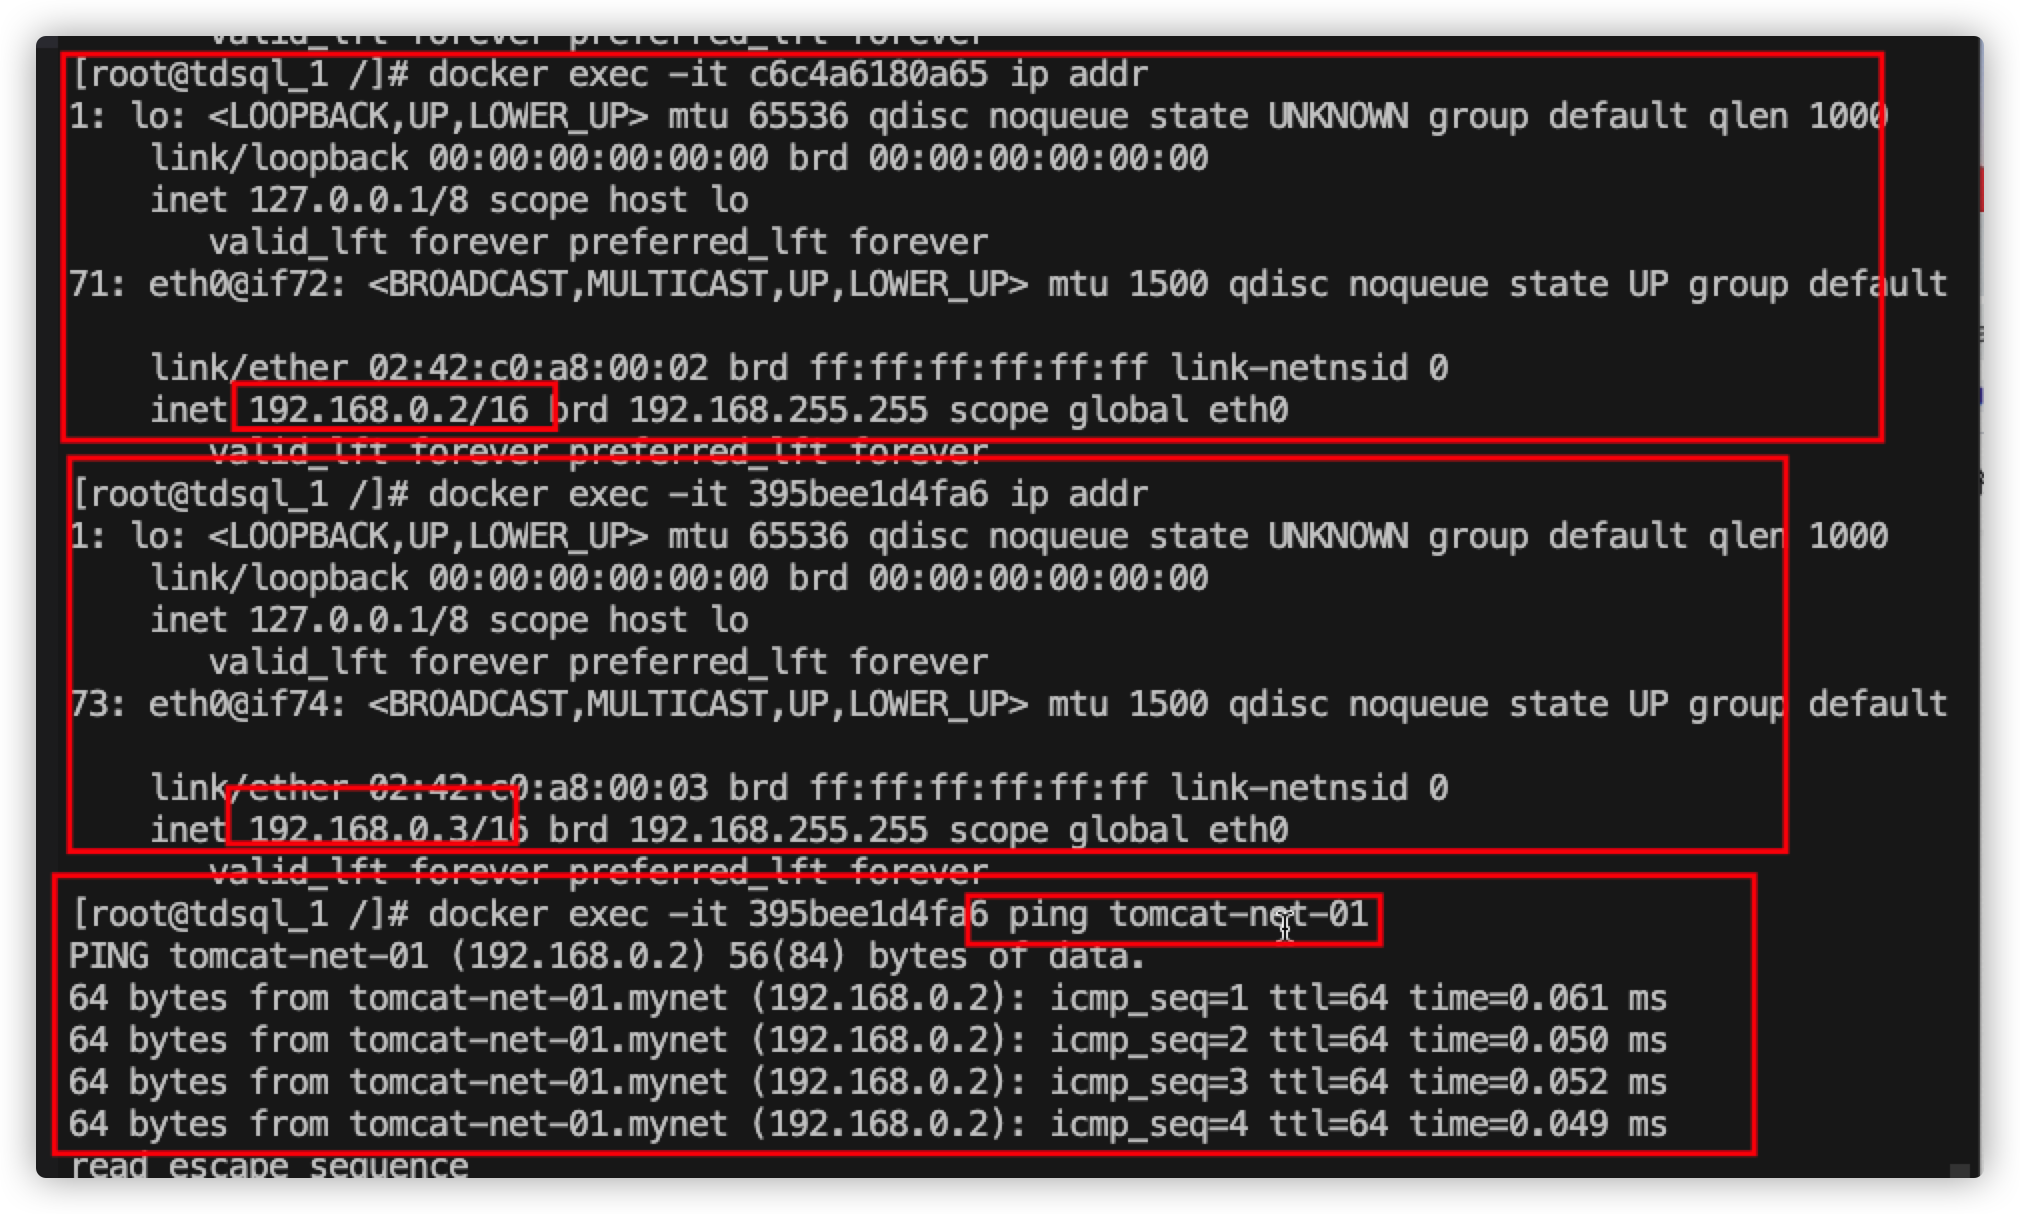 valid_lft forever preferred_lft forever
[root@tdsql_1 /]# docker exec -it c6c4a6180a65 ip addr
1: lo: <LOOPBACK,UP,LOWER_UP> mtu 65536 qdisc noqueue state UNKNOWN group default qlen 1000
    link/loopback 00:00:00:00:00:00 brd 00:00:00:00:00:00
    inet 127.0.0.1/8 scope host lo
       valid_lft forever preferred_lft forever
71: eth0@if72: <BROADCAST,MULTICAST,UP,LOWER_UP> mtu 1500 qdisc noqueue state UP group default
    link/ether 02:42:c0:a8:00:02 brd ff:ff:ff:ff:ff:ff link-netnsid 0
    inet 192.168.0.2/16 brd 192.168.255.255 scope global eth0
       valid_lft forever preferred_lft forever
[root@tdsql_1 /]# docker exec -it 395bee1d4fa6 ip addr
1: lo: <LOOPBACK,UP,LOWER_UP> mtu 65536 qdisc noqueue state UNKNOWN group default qlen 1000
    link/loopback 00:00:00:00:00:00 brd 00:00:00:00:00:00
    inet 127.0.0.1/8 scope host lo
       valid_lft forever preferred_lft forever
73: eth0@if74: <BROADCAST,MULTICAST,UP,LOWER_UP> mtu 1500 qdisc noqueue state UP group default
    link/ether 02:42:c0:a8:00:03 brd ff:ff:ff:ff:ff:ff link-netnsid 0
    inet 192.168.0.3/16 brd 192.168.255.255 scope global eth0
       valid_lft forever preferred_lft forever
[root@tdsql_1 /]# docker exec -it 395bee1d4fa6 ping tomcat-net-01
PING tomcat-net-01 (192.168.0.2) 56(84) bytes of data.
64 bytes from tomcat-net-01.mynet (192.168.0.2): icmp_seq=1 ttl=64 time=0.061 ms
64 bytes from tomcat-net-01.mynet (192.168.0.2): icmp_seq=2 ttl=64 time=0.050 ms
64 bytes from tomcat-net-01.mynet (192.168.0.2): icmp_seq=3 ttl=64 time=0.052 ms
64 bytes from tomcat-net-01.mynet (192.168.0.2): icmp_seq=4 ttl=64 time=0.049 ms
read escape sequence